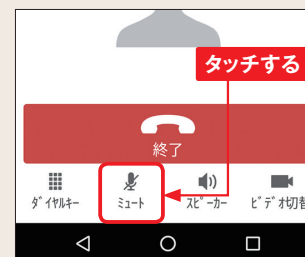 タッチする
終了
ダイヤルキー
ミュート
スピーカー
ビデオ切替